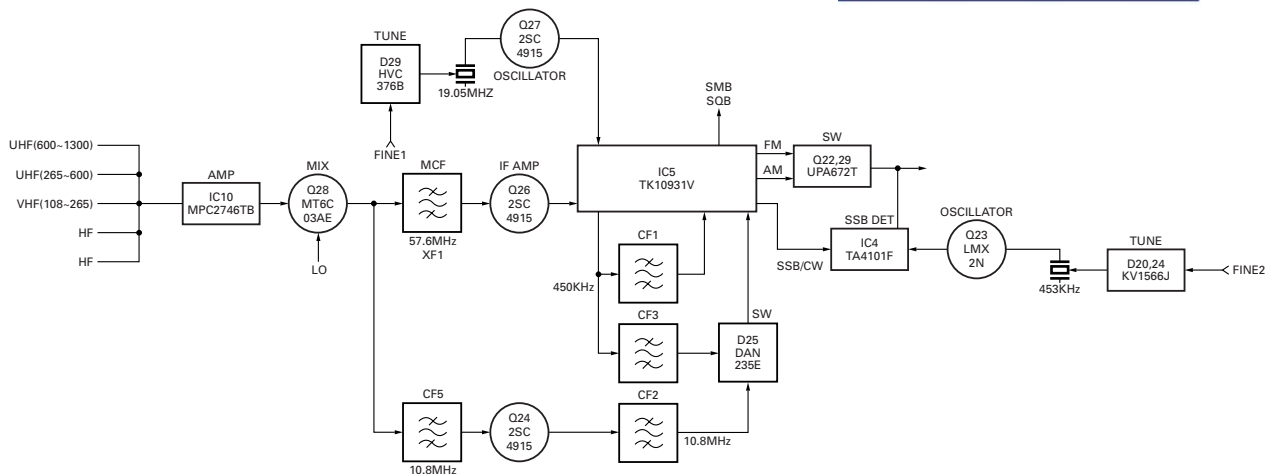 TUNE
D29
HVC
376B
FINE1
19.05MHZ
Q27
2SC
4915
OSCILLATOR
UHF(600~1300)
UHF(265~600)
VHF(108~265)
HF
HF
AMP
IC10
MPC2746TB
MIX
Q28
MT6C
03AE
LO
MCF
57.6MHz
XF1
IF AMP
Q26
2SC
4915
IC5
TK10931V
SMB
SQB
FM
AM
SW
Q22,29
UPA672T
SSB/CW
SSB DET
IC4
TA4101F
OSCILLATOR
Q23
LMX
2N
453KHz
TUNE
D20,24
KV1566J
FINE2
450KHz
CF1
CF3
SW
D25
DAN
235E
CF5
10.8MHz
Q24
2SC
4915
CF2
10.8MHz